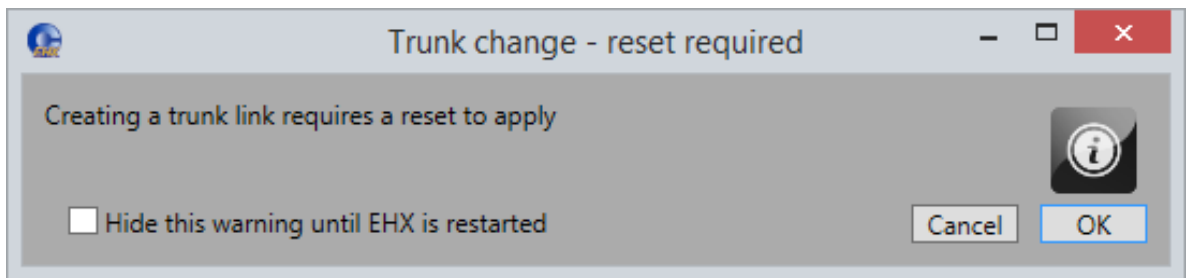 Trunk change - reset required
Creating a trunk link requires a reset to apply
Hide this warning until EHX is restarted
Cancel
OK